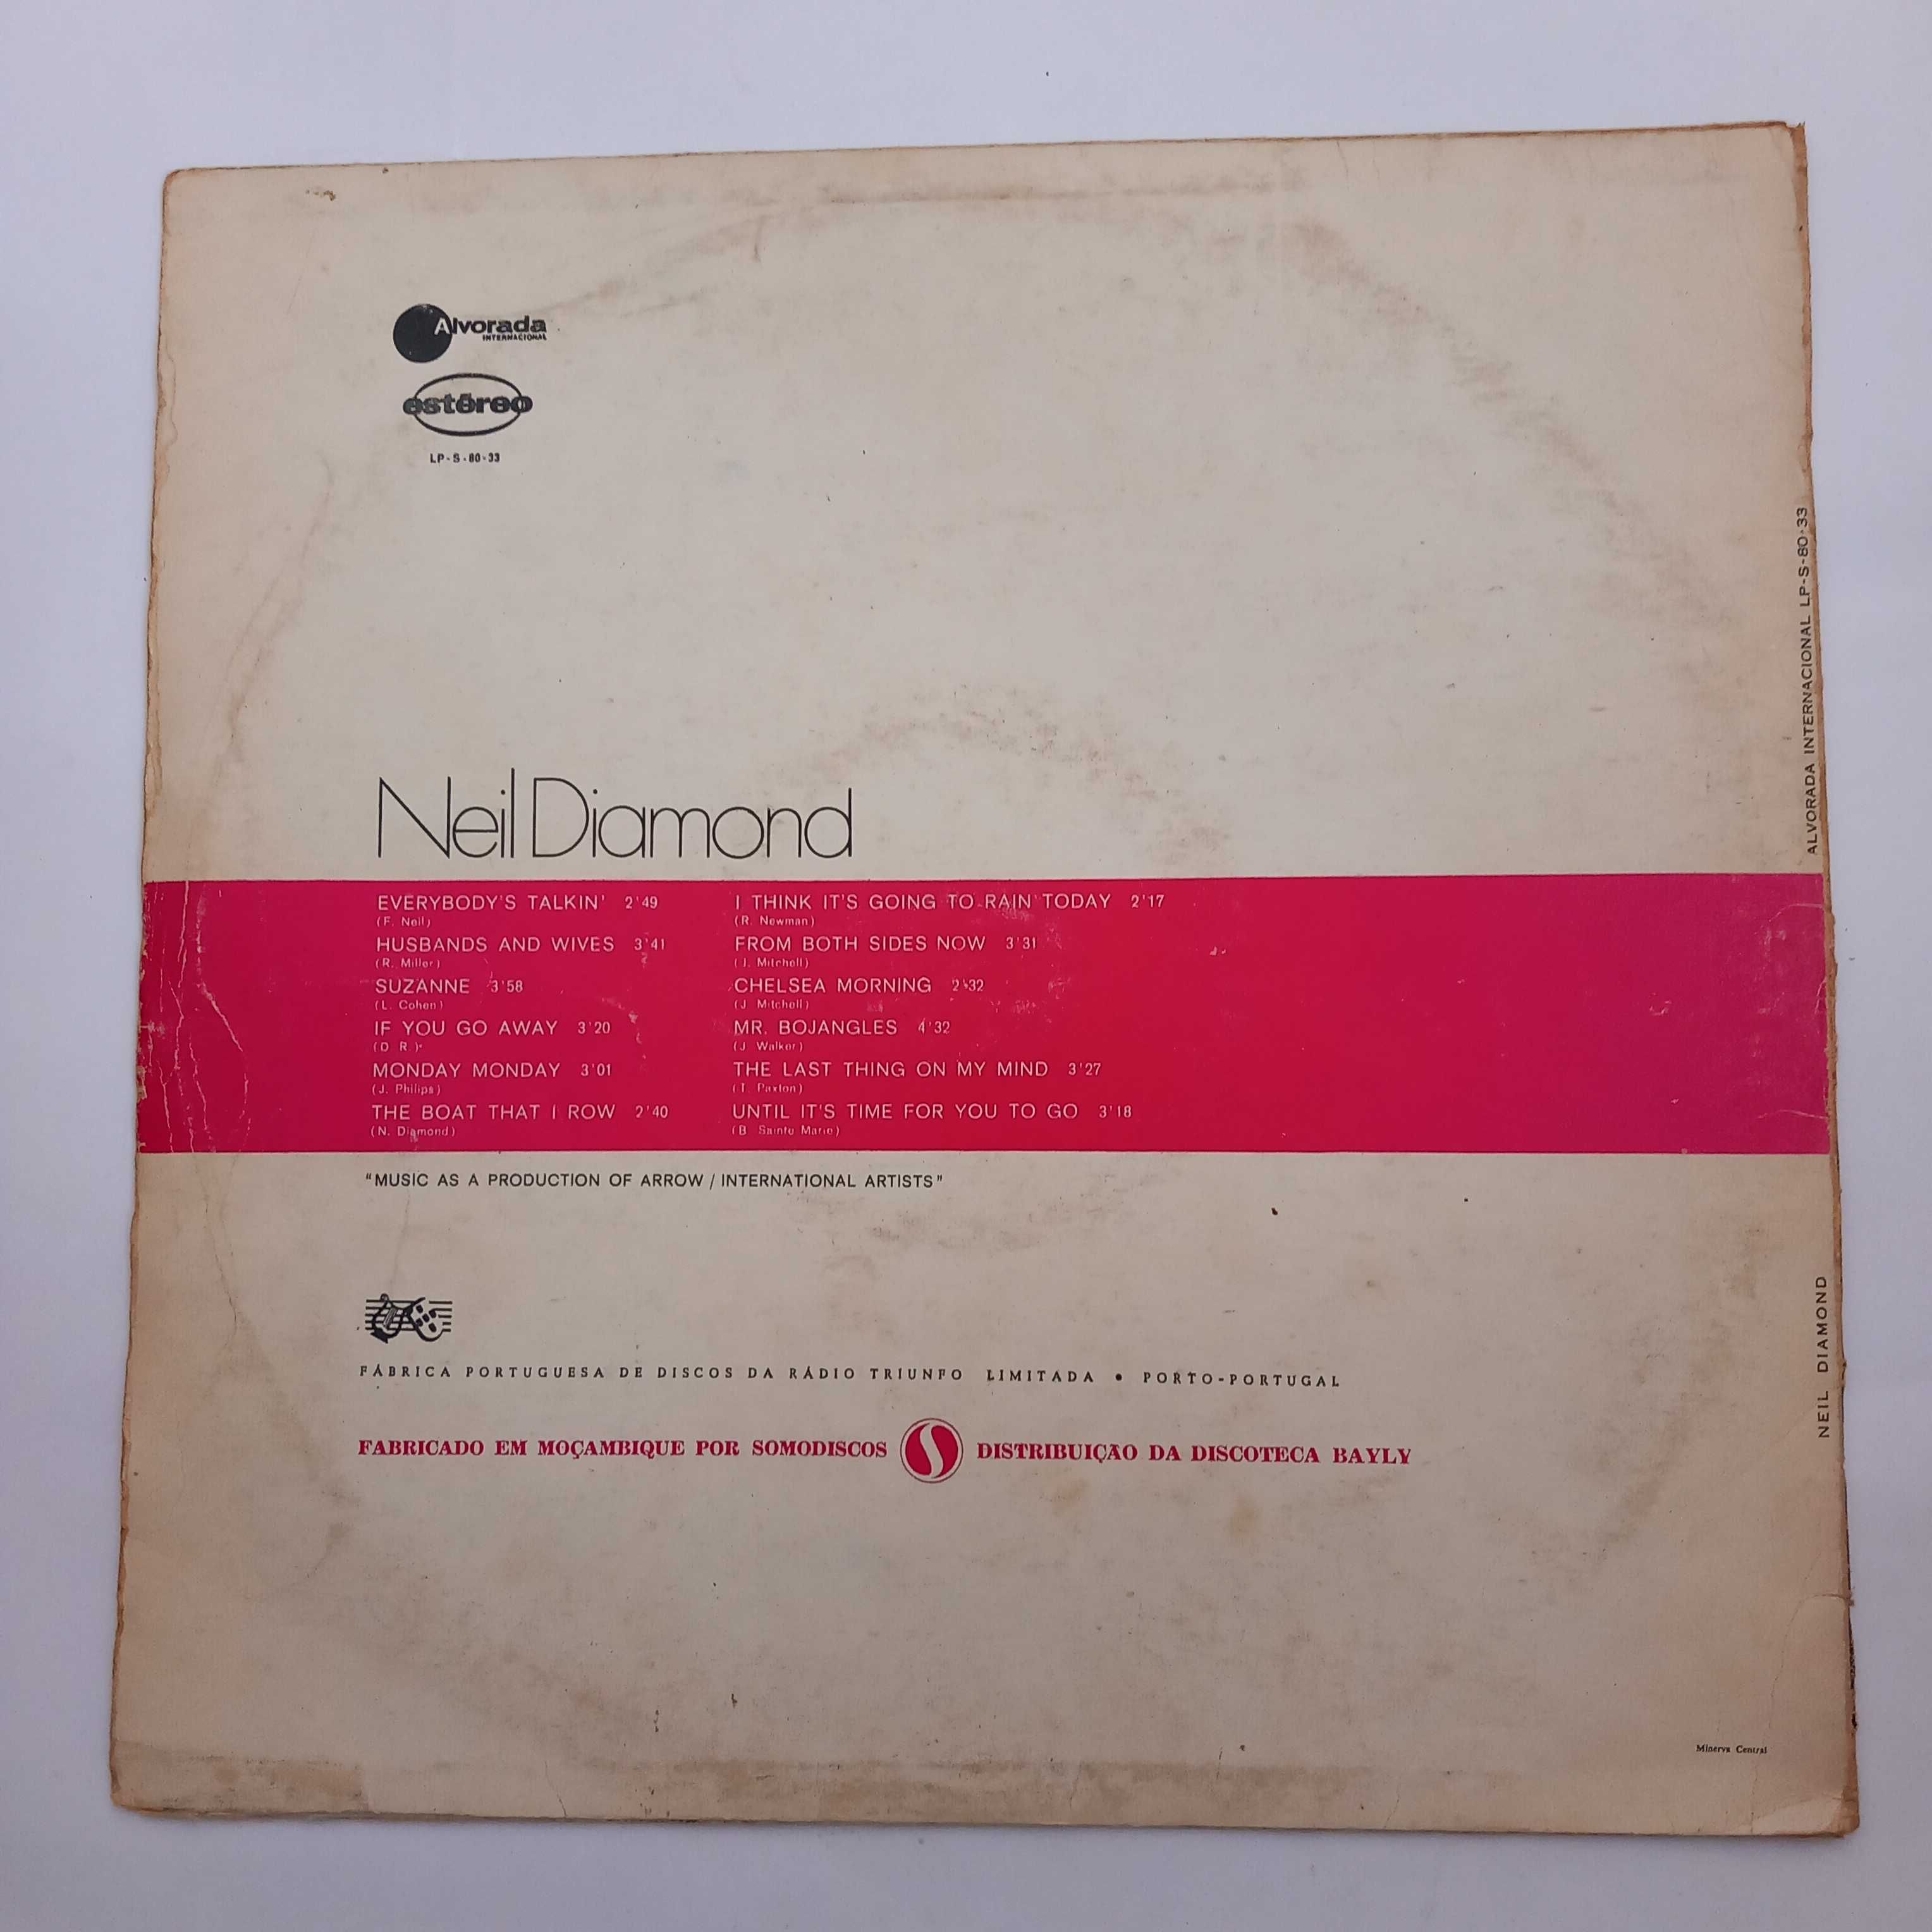 Alvorada
INTERNACIONAL
estéreo
LP-S-80-33
Neil Diamond
EVERYBODY'S TALKIN' 2'49
(F. Neil)
HUSBANDS AND WIVES 3'41
(R. Miller)
SUZANNE 3'58
(L. Cohen)
IF YOU GO AWAY 3'20
(D. R.)
MONDAY MONDAY 3'01
(J. Philips)
THE BOAT THAT I ROW 2'40
(N. Diamond)
I THINK IT'S GOING TO RAIN TODAY 2'17
(R. Newman)
FROM BOTH SIDES NOW 3'31
(J. Mitchell)
CHELSEA MORNING 2'32
(J. Mitchell)
MR. BOJANGLES 4'32
(J. Walker)
THE LAST THING ON MY MIND 3'27
(T. Paxton)
UNTIL IT'S TIME FOR YOU TO GO 3'18
(B. Sainte Marie)
"MUSIC AS A PRODUCTION OF ARROW / INTERNATIONAL ARTISTS"
FÁBRICA PORTUGUESA DE DISCOS DA RÁDIO TRIUNFO LIMITADA • PORTO-PORTUGAL
FABRICADO EM MOÇAMBIQUE POR SOMODISCOS S DISTRIBUIÇÃO DA DISCOTECA BAYLY
Minerva Central
ALVORADA INTERNACIONAL LP-S-80-33
NEIL DIAMOND